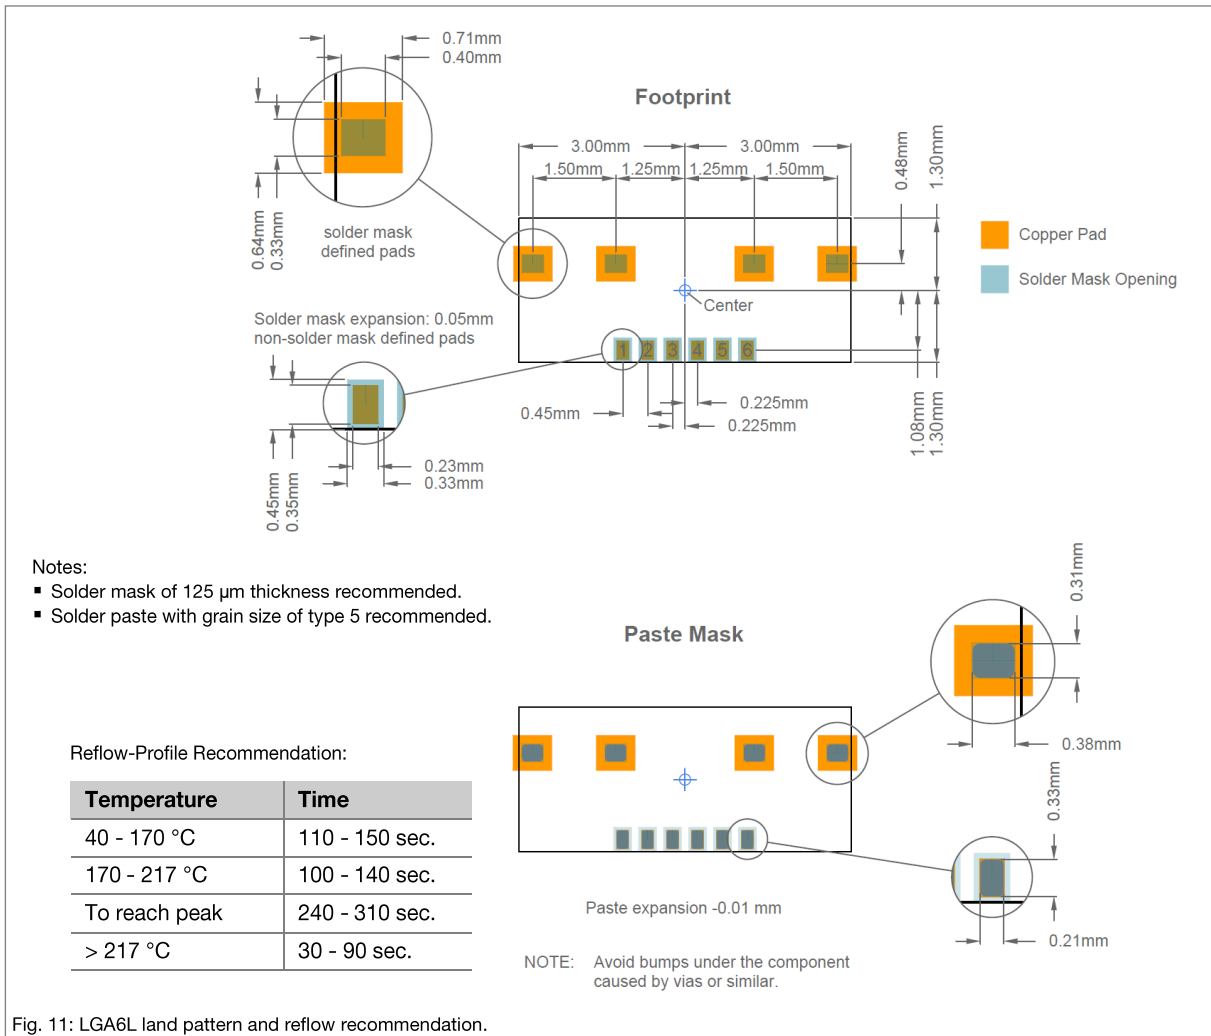 0.71mm
0.40mm
Footprint
3.00mm 3.00mm
1.50mm 1.25mm 1.25mm 1.50mm
0.48mm
1.30mm
0.64mm
0.33mm
solder mask
defined pads
Copper Pad
Solder Mask Opening
Center
Solder mask expansion: 0.05mm
non-solder mask defined pads
1 2 3 4 5 6
0.45mm
0.225mm
0.225mm
1.08mm
1.30mm
0.23mm
0.33mm
0.45mm
0.35mm
Notes:
▪ Solder mask of 125 µm thickness recommended.
▪ Solder paste with grain size of type 5 recommended.
Paste Mask
0.31mm
0.38mm
0.33mm
0.21mm
Reflow-Profile Recommendation:
Temperature Time
40 - 170 °C 110 - 150 sec.
170 - 217 °C 100 - 140 sec.
To reach peak 240 - 310 sec.
> 217 °C 30 - 90 sec.
Paste expansion -0.01 mm
NOTE: Avoid bumps under the component
caused by vias or similar.
Fig. 11: LGA6L land pattern and reflow recommendation.